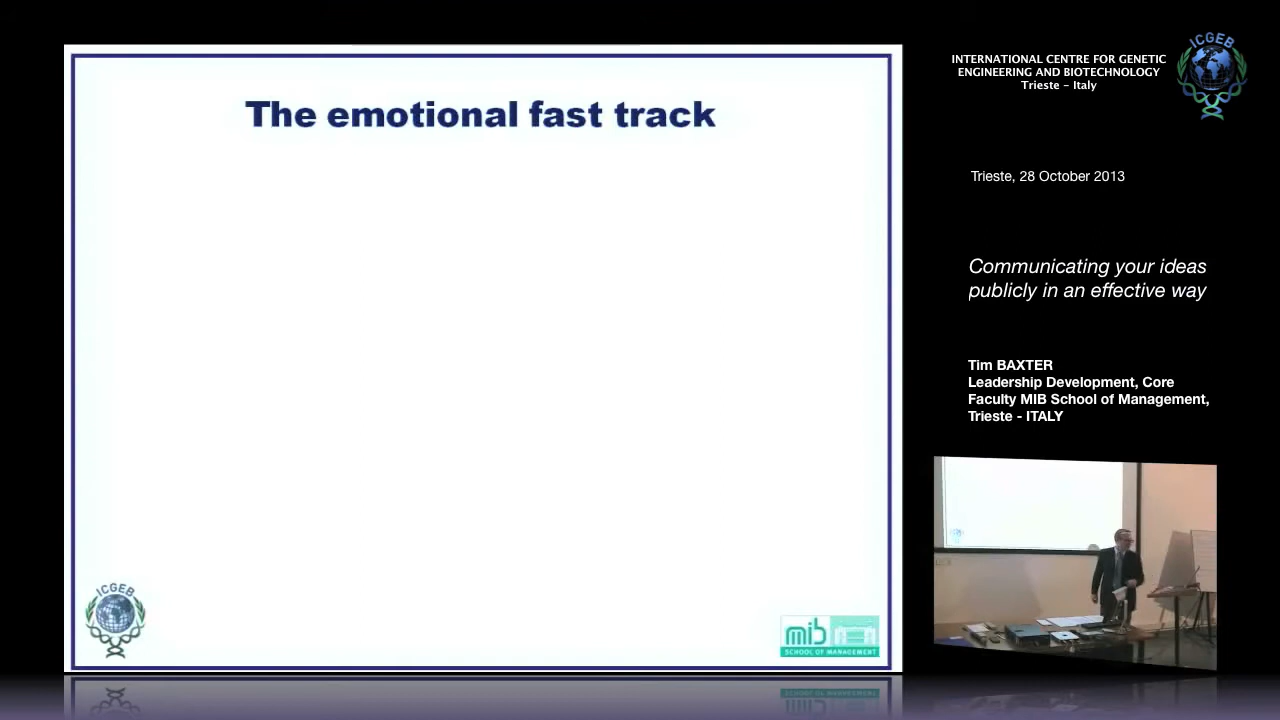 The emotional fast track
ICGEB
mib
SCHOOL OF MANAGEMENT
INTERNATIONAL CENTRE FOR GENETIC
ENGINEERING AND BIOTECHNOLOGY
Trieste - Italy
ICGEB
Trieste, 28 October 2013
Communicating your ideas
publicly in an effective way
Tim BAXTER
Leadership Development, Core
Faculty MIB School of Management,
Trieste - ITALY